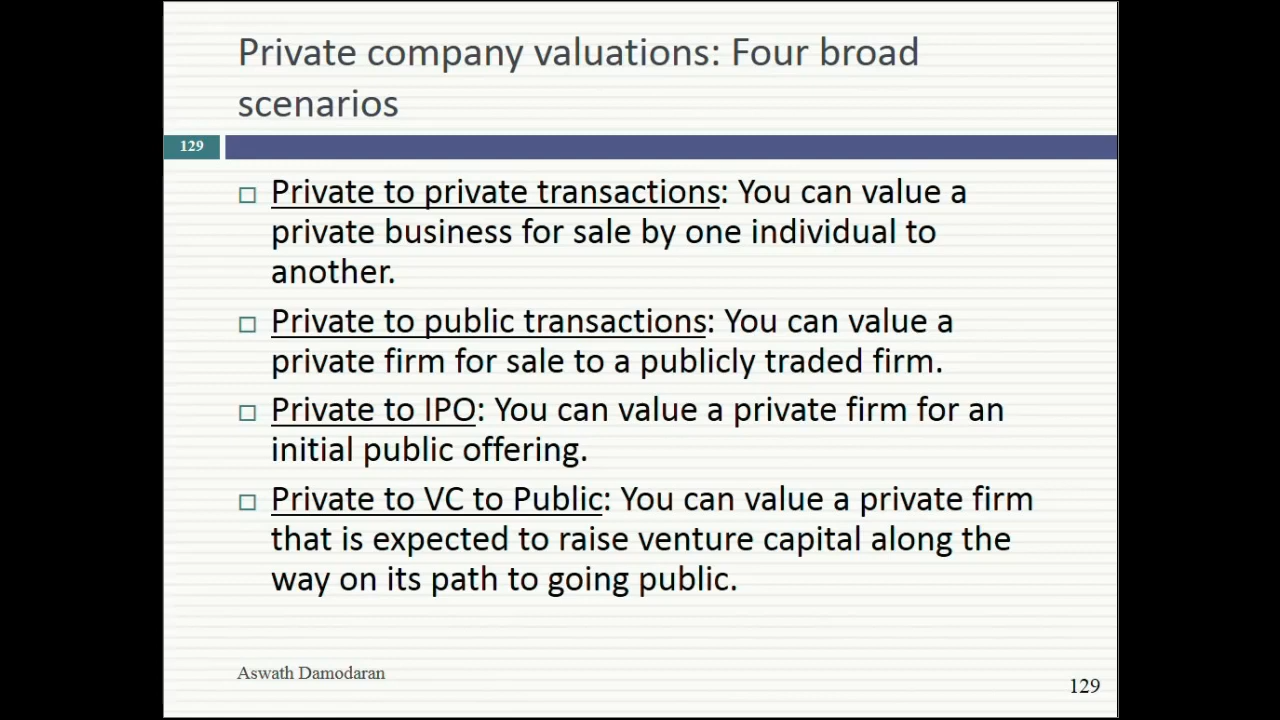 Private company valuations: Four broad
scenarios
129
Private to private transactions: You can value a
private business for sale by one individual to
another.
Private to public transactions: You can value a
private firm for sale to a publicly traded firm.
Private to IPO: You can value a private firm for an
initial public offering.
Private to VC to Public: You can value a private firm
that is expected to raise venture capital along the
way on its path to going public.
Aswath Damodaran
129